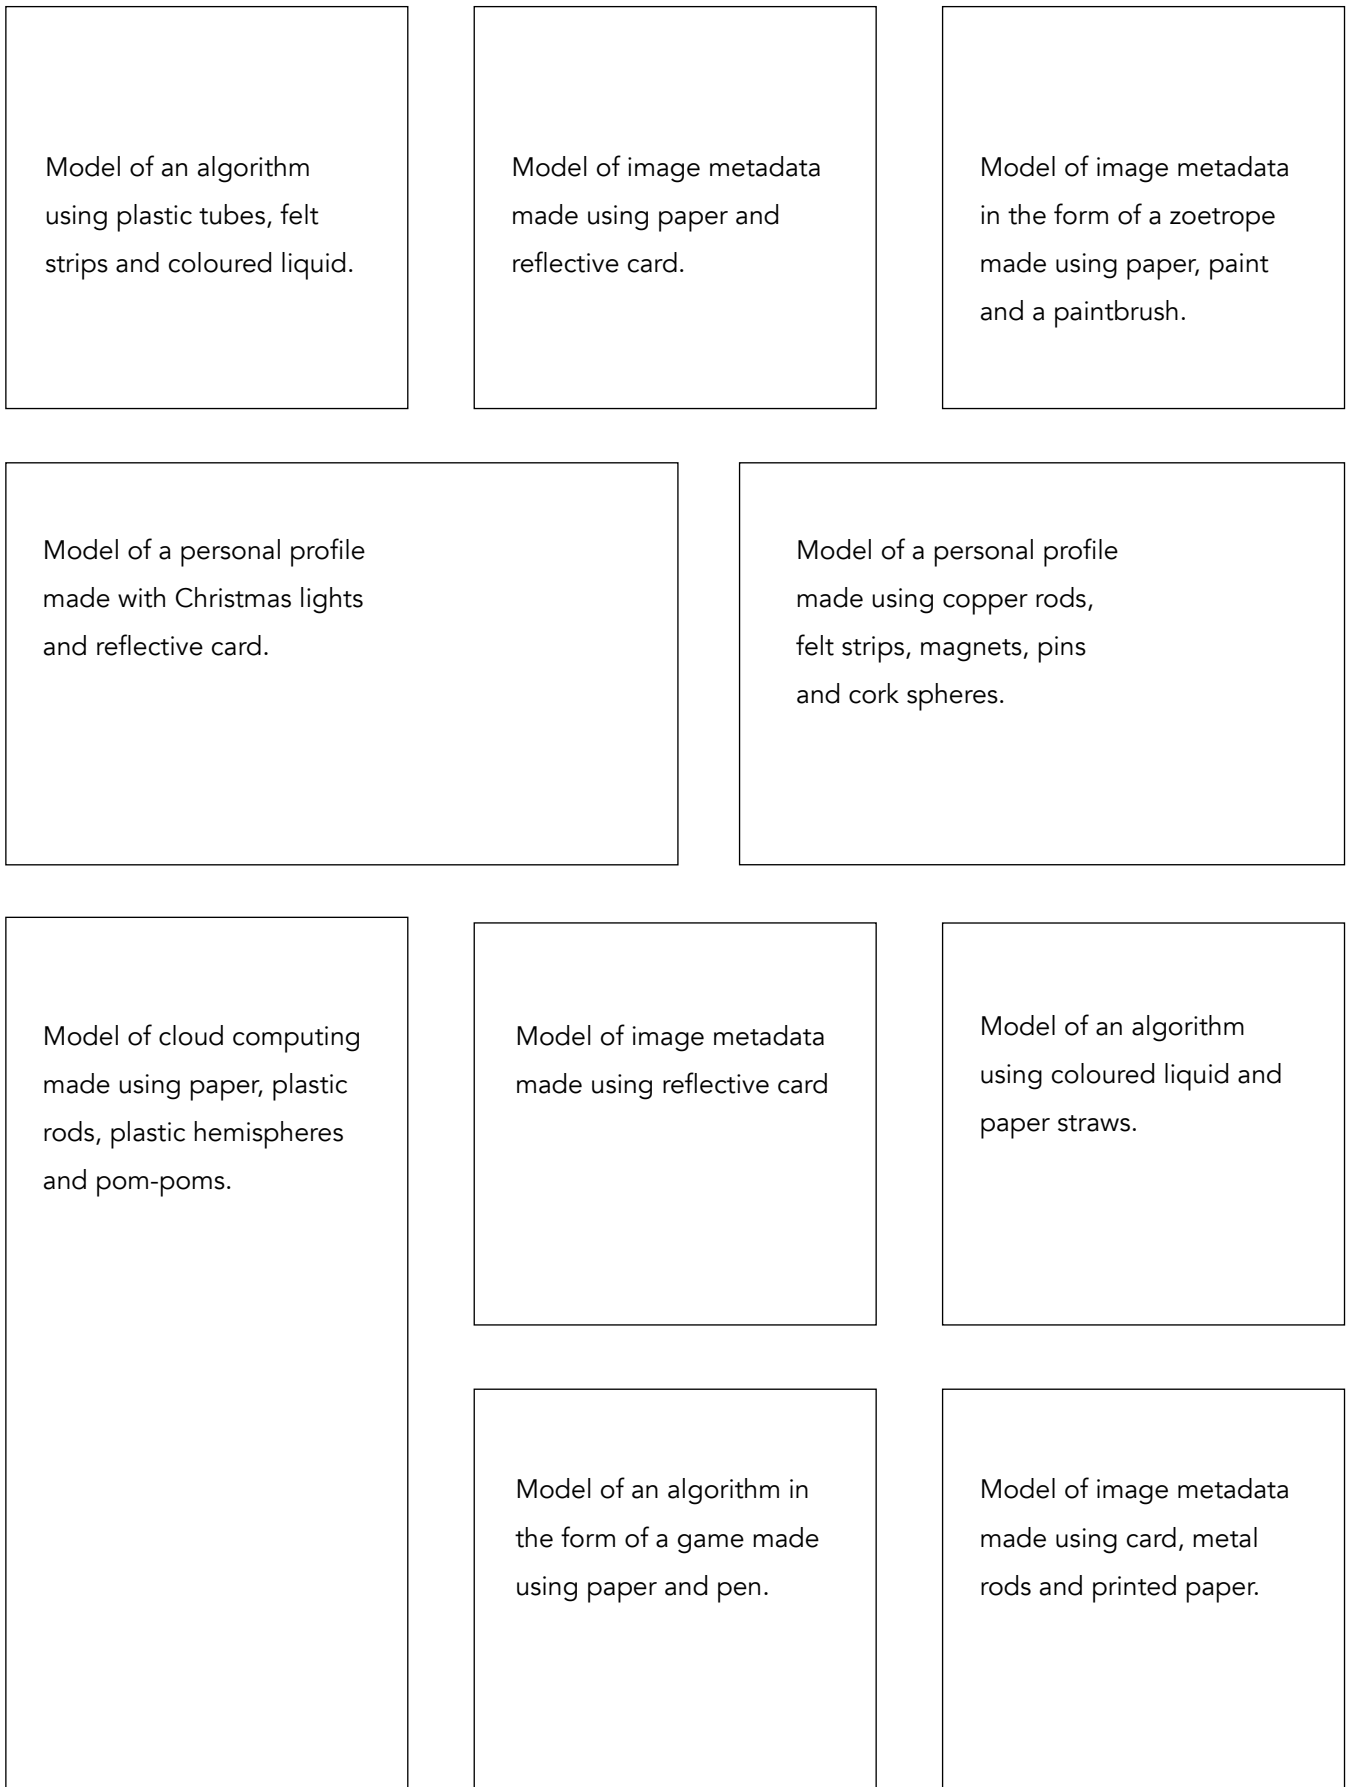 Model of an algorithm
using plastic tubes, felt
strips and coloured liquid.
Model of image metadata
made using paper and
reflective card.
Model of image metadata
in the form of a zoetrope
made using paper, paint
and a paintbrush.
Model of a personal profile
made with Christmas lights
and reflective card.
Model of a personal profile
made using copper rods,
felt strips, magnets, pins
and cork spheres.
Model of cloud computing
made using paper, plastic
rods, plastic hemispheres
and pom-poms.
Model of image metadata
made using reflective card
Model of an algorithm
using coloured liquid and
paper straws.
Model of an algorithm in
the form of a game made
using paper and pen.
Model of image metadata
made using card, metal
rods and printed paper.